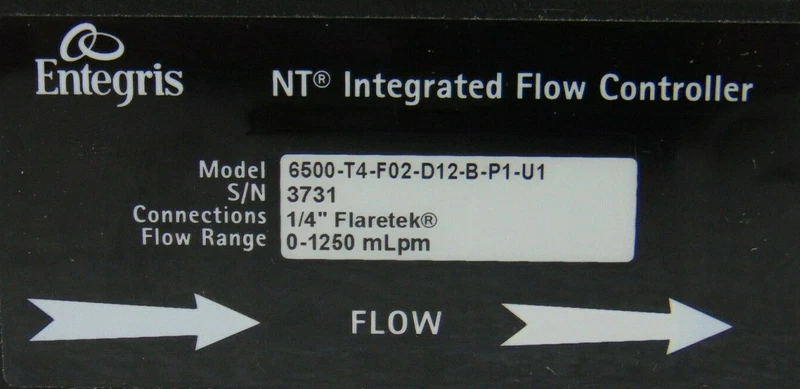 Entegris
NT® Integrated Flow Controller
Model 6500-T4-F02-D12-B-P1-U1
S/N 3731
Connections 1/4" Flaretek®
Flow Range 0-1250 mLpm
FLOW